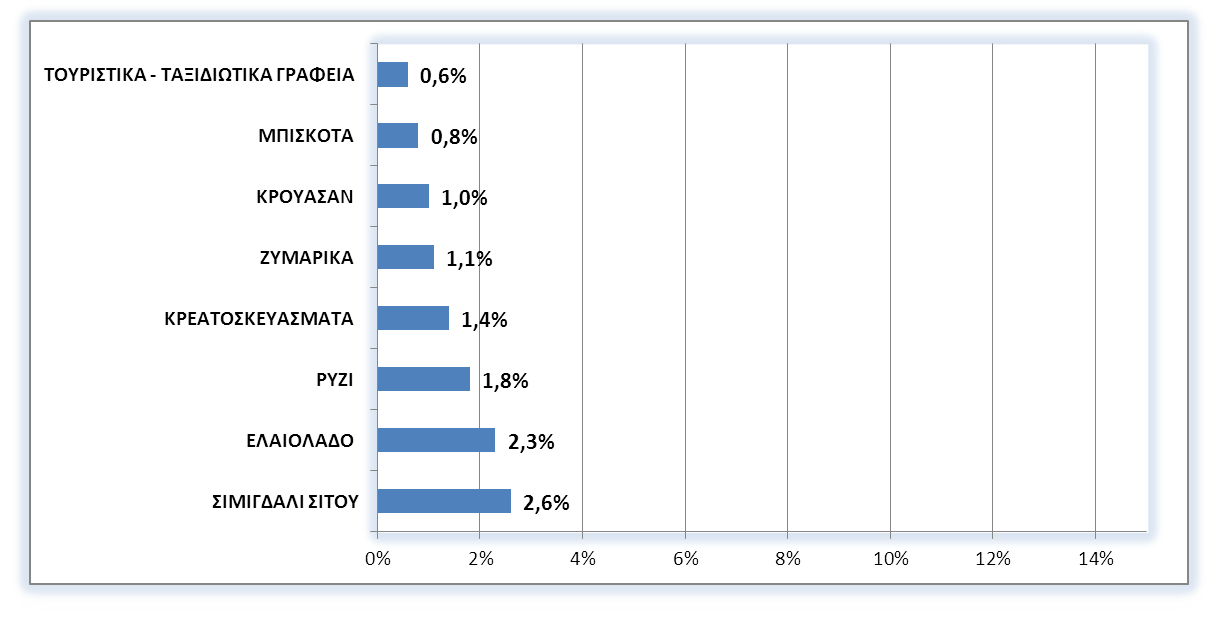 ΤΟΥΡΙΣΤΙΚΑ - ΤΑΞΙΔΙΩΤΙΚΑ ΓΡΑΦΕΙΑ 0,6%
ΜΠΙΣΚΟΤΑ 0,8%
ΚΡΟΥΑΣΑΝ 1,0%
ΖΥΜΑΡΙΚΑ 1,1%
ΚΡΕΑΤΟΣΚΕΥΑΣΜΑΤΑ 1,4%
ΡΥΖΙ 1,8%
ΕΛΑΙΟΛΑΔΟ 2,3%
ΣΙΜΙΓΔΑΛΙ ΣΙΤΟΥ 2,6%
0% 2% 4% 6% 8% 10% 12% 14%